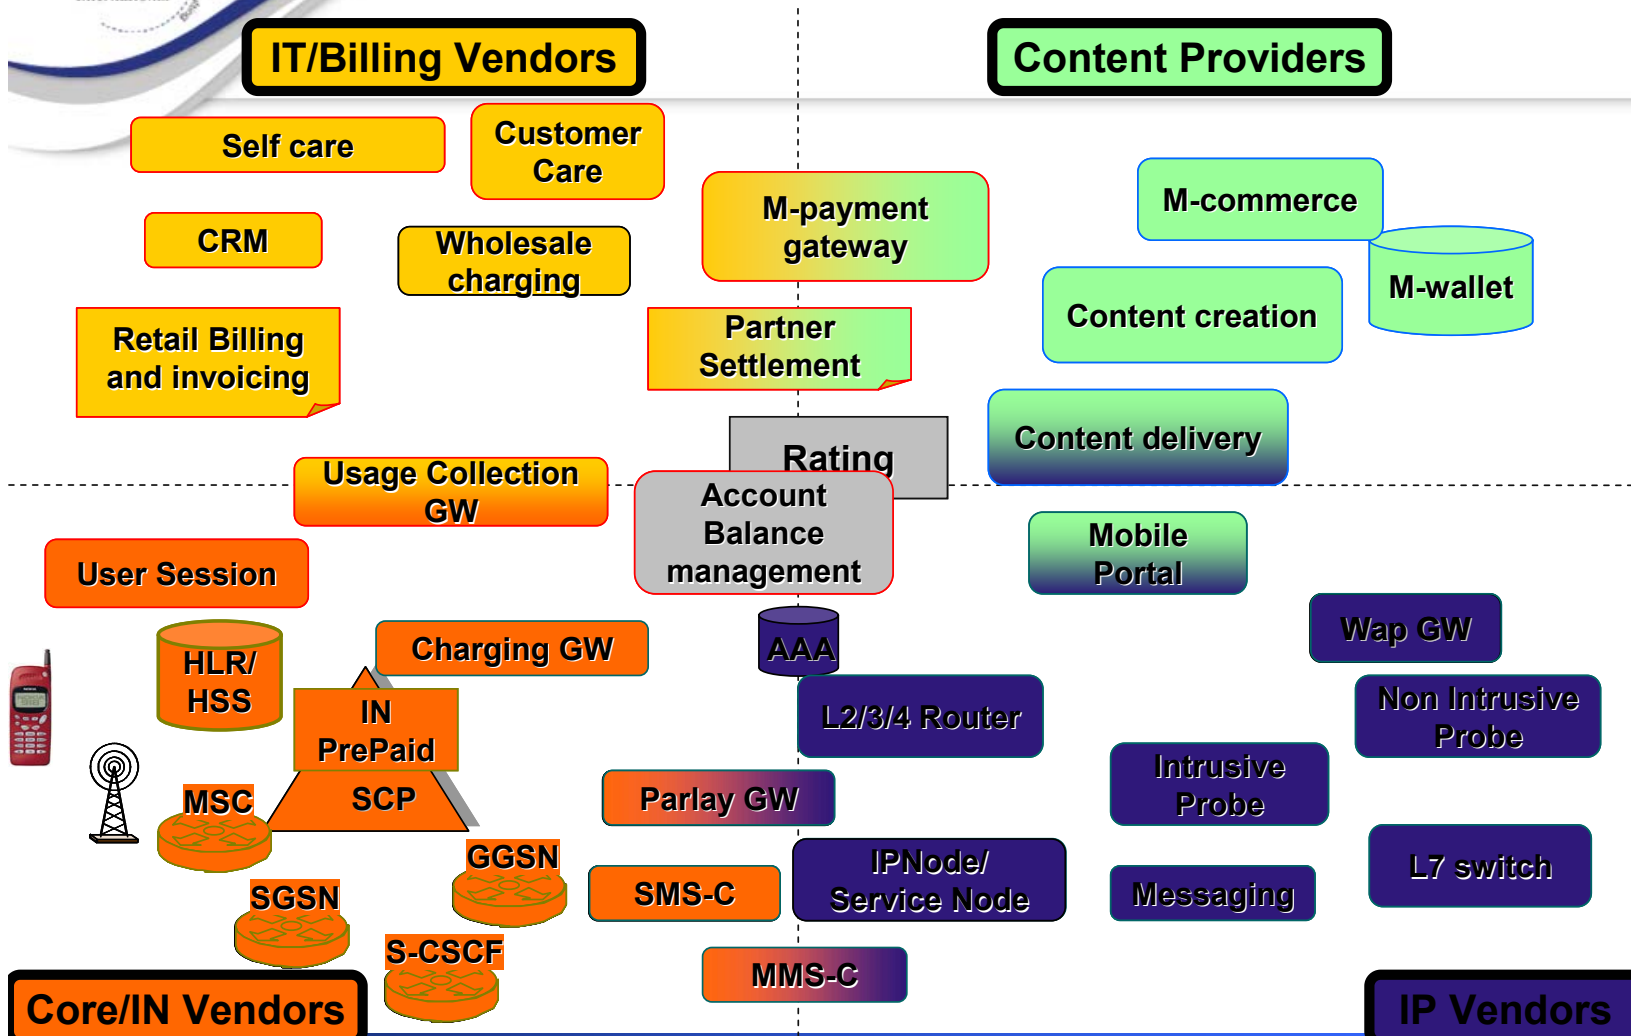 IT/Billing Vendors
Content Providers
Self care
Customer
Care
M-payment
gateway
M-commerce
CRM
Wholesale
charging
M-wallet
Content creation
Retail Billing
and invoicing
Partner
Settlement
Content delivery
Rating
Usage Collection
GW
Account
Balance
management
Mobile
Portal
User Session
Wap GW
Charging GW
AAA
HLR/
HSS
IN
PrePaid
SCP
L2/3/4 Router
Non Intrusive
Probe
Intrusive
Probe
MSC
Parlay GW
GGSN
IPNode/
Service Node
L7 switch
SGSN
SMS-C
Messaging
S-CSCF
MMS-C
Core/IN Vendors
IP Vendors